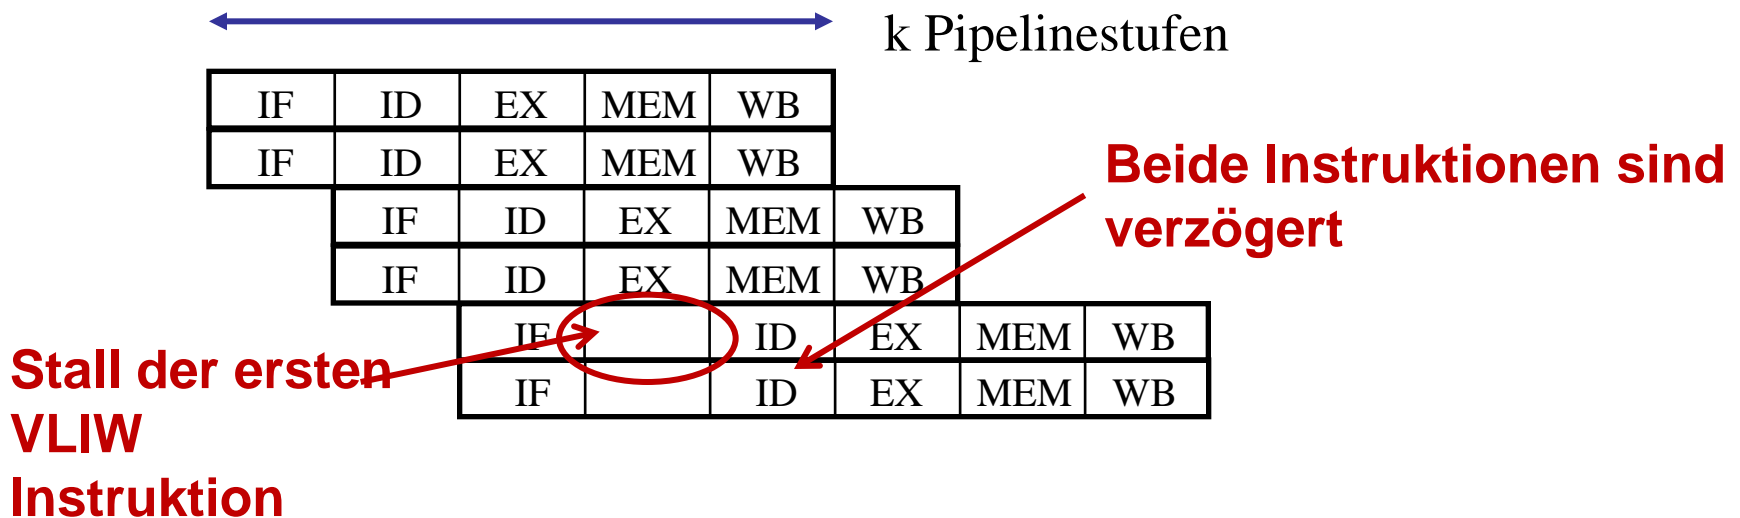 k Pipelinestufen
IF ID EX MEM WB
IF ID EX MEM WB
IF ID EX MEM WB
IF ID EX MEM WB
IF ID EX MEM WB
IF ID EX MEM WB
Beide Instruktionen sind
verzögert
Stall der ersten
VLIW
Instruktion